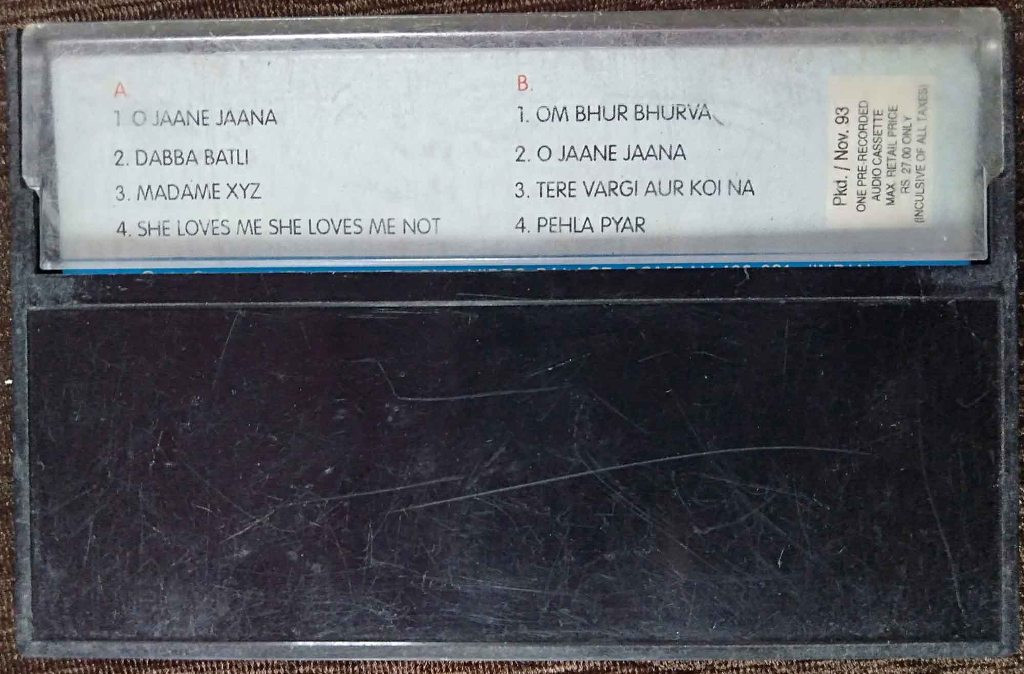 A.
1 O JAANE JAANA
2. DABBA BATLI
3. MADAME XYZ
4. SHE LOVES ME SHE LOVES ME NOT
B.
1. OM BHUR BHURVA
2. O JAANE JAANA
3. TERE VARGI AUR KOI NA
4. PEHLA PYAR
Pkd. / Nov. 93
ONE PRE-RECORDED
AUDIO CASSETTE
MAX. RETAIL PRICE
RS. 27.00 ONLY
(INCULSIVE OF ALL TAXES)